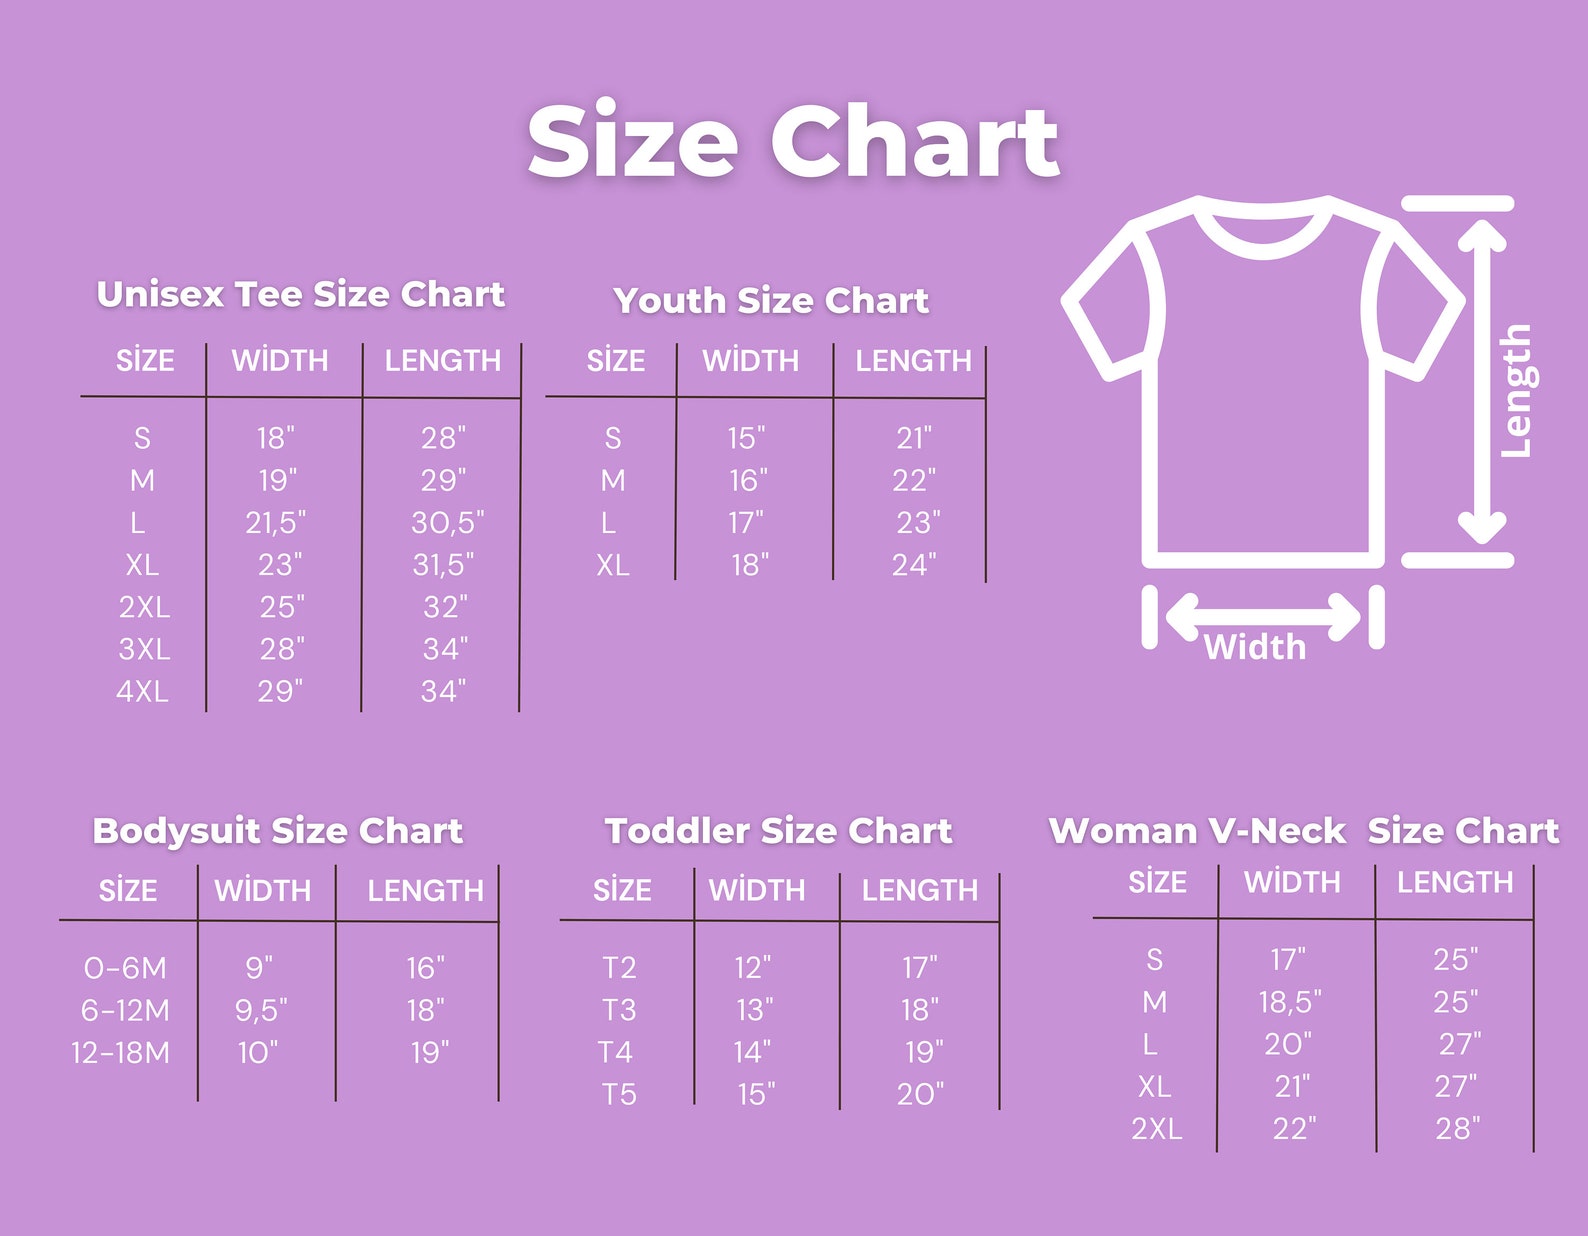 Size Chart
Unisex Tee Size Chart
SİZE WİDTH LENGTH
S 18" 28"
M 19" 29"
L 21,5" 30,5"
XL 23" 31,5"
2XL 25" 32"
3XL 28" 34"
4XL 29" 34"
Youth Size Chart
SİZE WİDTH LENGTH
S 15" 21"
M 16" 22"
L 17" 23"
XL 18" 24"
Length
Width
Bodysuit Size Chart
SİZE WİDTH LENGTH
0-6M 9" 16"
6-12M 9,5" 18"
12-18M 10" 19"
Toddler Size Chart
SİZE WİDTH LENGTH
T2 12" 17"
T3 13" 18"
T4 14" 19"
T5 15" 20"
Woman V-Neck Size Chart
SİZE WİDTH LENGTH
S 17" 25"
M 18,5" 25"
L 20" 27"
XL 21" 27"
2XL 22" 28"